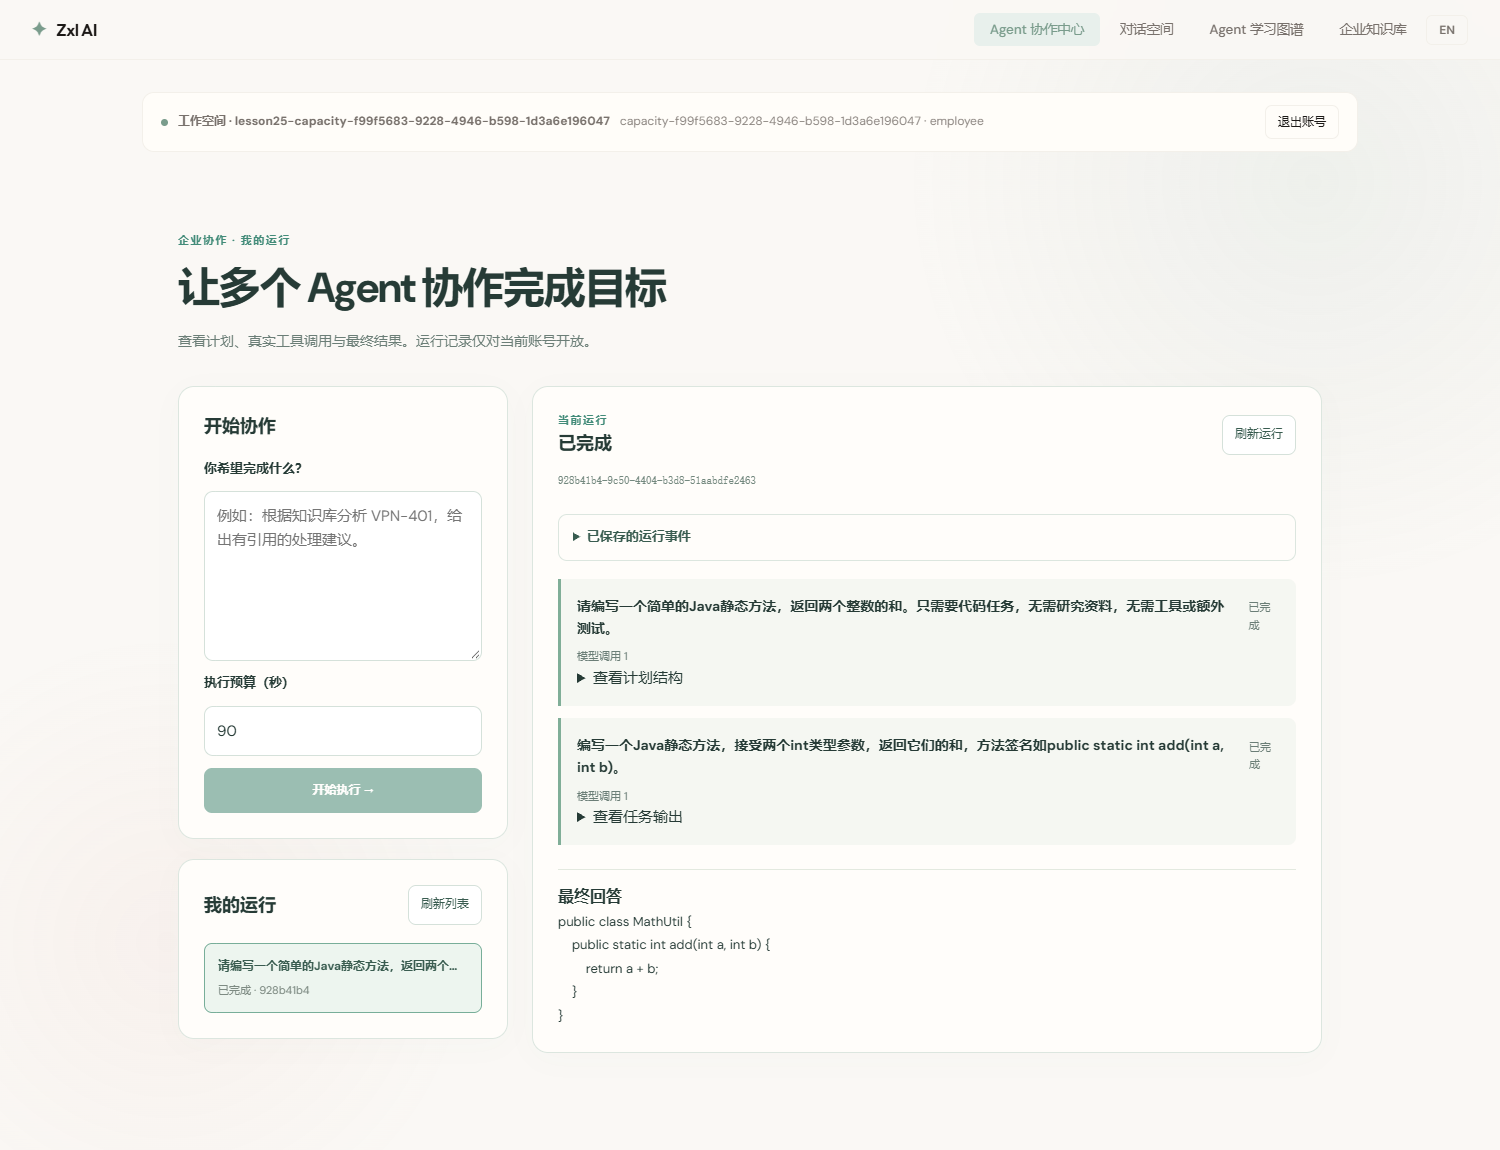 Zxl AI
Agent 协作中心
对话空间
Agent 学习图谱
企业知识库
EN
工作空间 · lesson25-capacity-f99f5683-9228-4946-b598-1d3a6e196047
capacity-f99f5683-9228-4946-b598-1d3a6e196047 · employee
退出账号
企业协作 · 我的运行
让多个 Agent 协作完成目标
查看计划、真实工具调用与最终结果。运行记录仅对当前账号开放。
开始协作
你希望完成什么？
例如：根据知识库分析 VPN-401，给
出有引用的处理建议。
执行预算（秒）
90
开始执行 →
我的运行
刷新列表
请编写一个简单的Java静态方法，返回两个...
已完成 · 928b41b4
当前运行
已完成
刷新运行
928b41b4-9c50-4404-b3d8-51aabdfe2463
已保存的运行事件
请编写一个简单的Java静态方法，返回两个整数的和。只需要代码任务，无需研究资料，无需工具或额外
测试。
已完
成
模型调用 1
查看计划结构
编写一个Java静态方法，接受两个int类型参数，返回它们的和，方法签名如public static int add(int a,
int b)。
已完
成
模型调用 1
查看任务输出
最终回答
public class MathUtil {
    public static int add(int a, int b) {
        return a + b;
    }
}